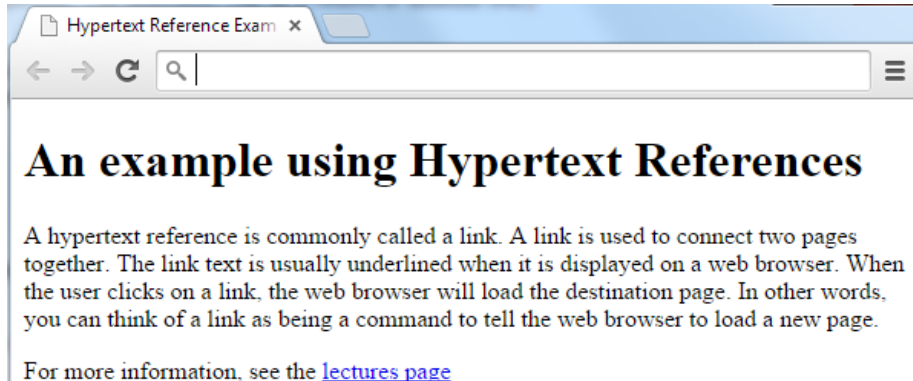 Hypertext Reference Exam
An example using Hypertext References
A hypertext reference is commonly called a link. A link is used to connect two pages
together. The link text is usually underlined when it is displayed on a web browser. When
the user clicks on a link, the web browser will load the destination page. In other words,
you can think of a link as being a command to tell the web browser to load a new page.
For more information, see the lectures page